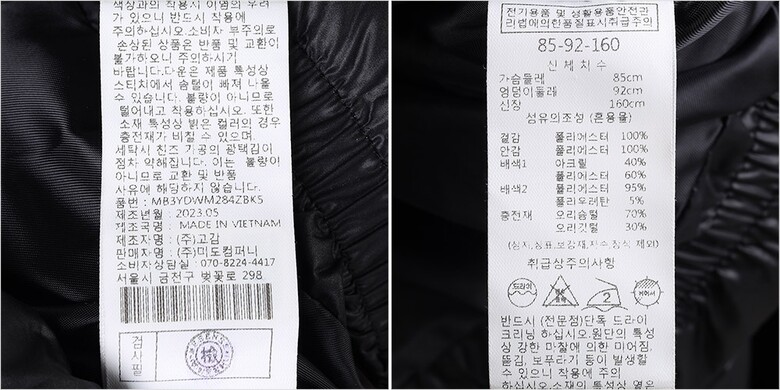 색상과의 착용시 이염의 우려
가 있으니 반드시 착용에
주의하십시오.소비자 부주의로
손상된 상품은 반품 및 교환이
불가하오니 주의하시기
바랍니다.다운은 제품 특성상
스티치에서 솜털이 빠져 나올
수 있습니다. 불량이 아니므로
털어내고 착용하십시오. 또한
소재 특성상 밝은 컬러의 경우
충전재가 비칠 수 있으며,
세탁시 친즈 가공의 광택감이
점차 약해집니다. 이는 불량이
아니므로 교환 및 반품
사유에 해당하지 않습니다.
품번 : MB3YDWM284ZBK5
제조년월 : 2023.05
제조국명 : MADE IN VIETNAM
제조자명 : (주)고감
판매자명 : (주)미도컴퍼니
소비자상담실 : 070-8224-4417
서울시 금천구 벚꽃로 298
검사필
전기용품 및 생활용품안전관
리법에의한품질표시취급주의
85-92-160
신체치수
가슴둘레 85cm
엉덩이둘레 92cm
신장 160cm
섬유의조성 (혼용율)
겉감 폴리에스터 100%
안감 폴리에스터 100%
배색1 아크릴 40%
폴리에스터 60%
배색2 폴리에스터 95%
폴리우레탄 5%
충전재 오리솜털 70%
오리깃털 30%
(심지,상표,보강재,자수,장식 제외)
취급상주의사항
드라이
2
반드시 (전문점)단독 드라이
크리닝 하십시오.원단의 특성
상 강한 마찰에 의한 미어짐,
뜯김, 보푸라기 등이 발생할
수 있으니 착용에 주의
하십시오.소재의 특성상 옅은